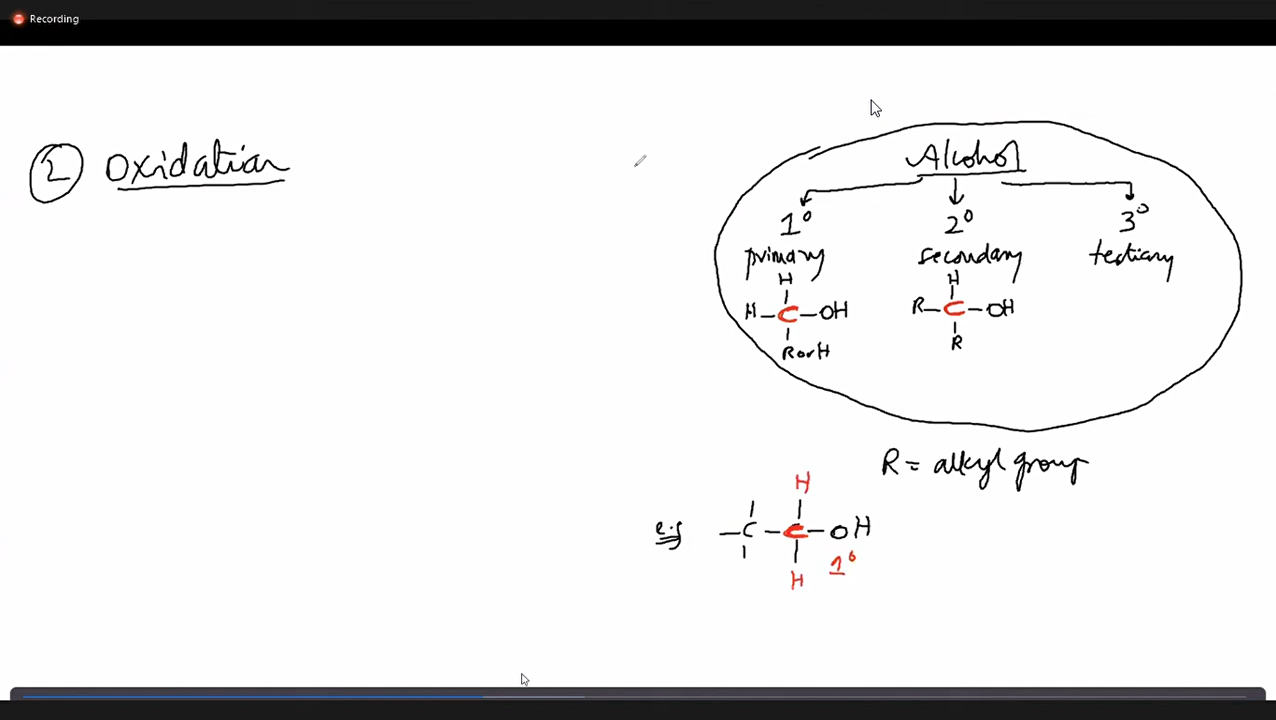 Recording
② Oxidation
Alcohol
1° 2° 3°
primary secondary tertiary
H H
H-C-OH R-C-OH
R or H R
R = alkyl group
H
e.g -C-C-OH
1°
H